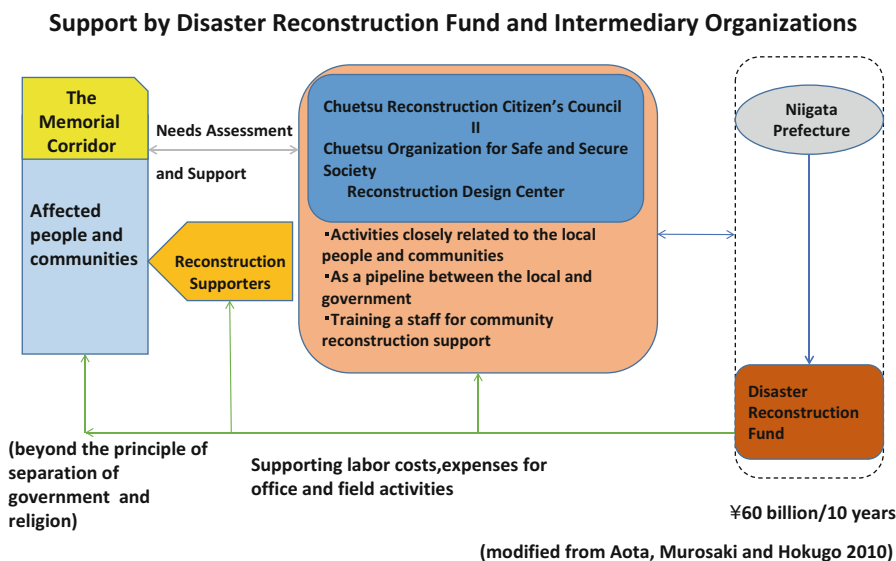 Support by Disaster Reconstruction Fund and Intermediary Organizations
The
Memorial
Corridor
Affected
people and
communities
Needs Assessment
and Support
Reconstruction
Supporters
Chuetsu Reconstruction Citizen's Council
II
Chuetsu Organization for Safe and Secure
Society
Reconstruction Design Center
・Activities closely related to the local
people and communities
・As a pipeline between the local and
government
・Training a staff for community
reconstruction support
Niigata
Prefecture
Disaster
Reconstruction
Fund
(beyond the principle of
separation of
government and
religion)
Supporting labor costs,expenses for
office and field activities
¥60 billion/10 years
(modified from Aota, Murosaki and Hokugo 2010)